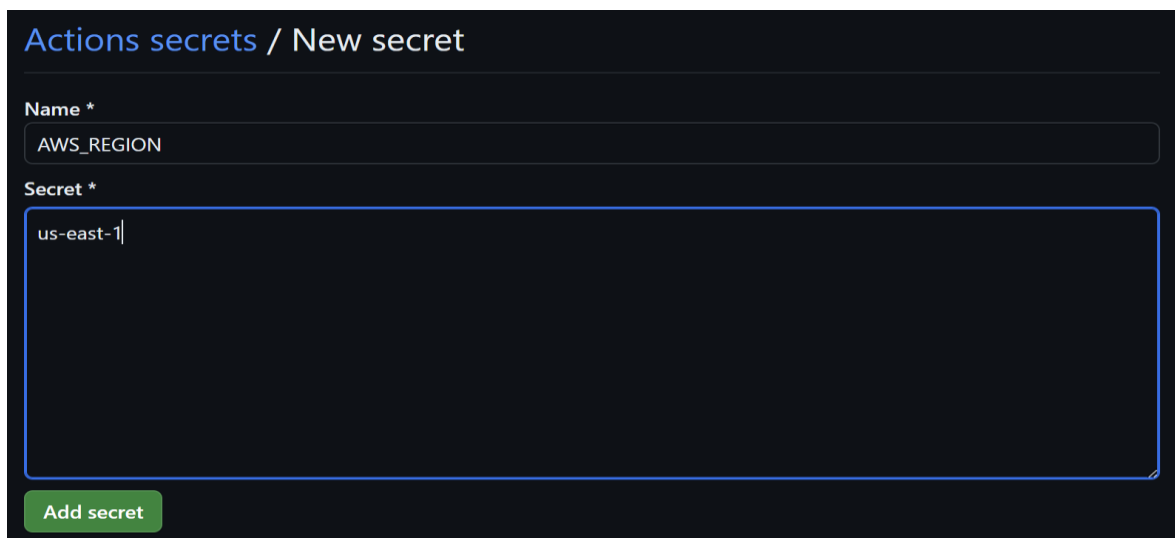 Actions secrets / New secret
Name *
AWS_REGION
Secret *
us-east-1
Add secret